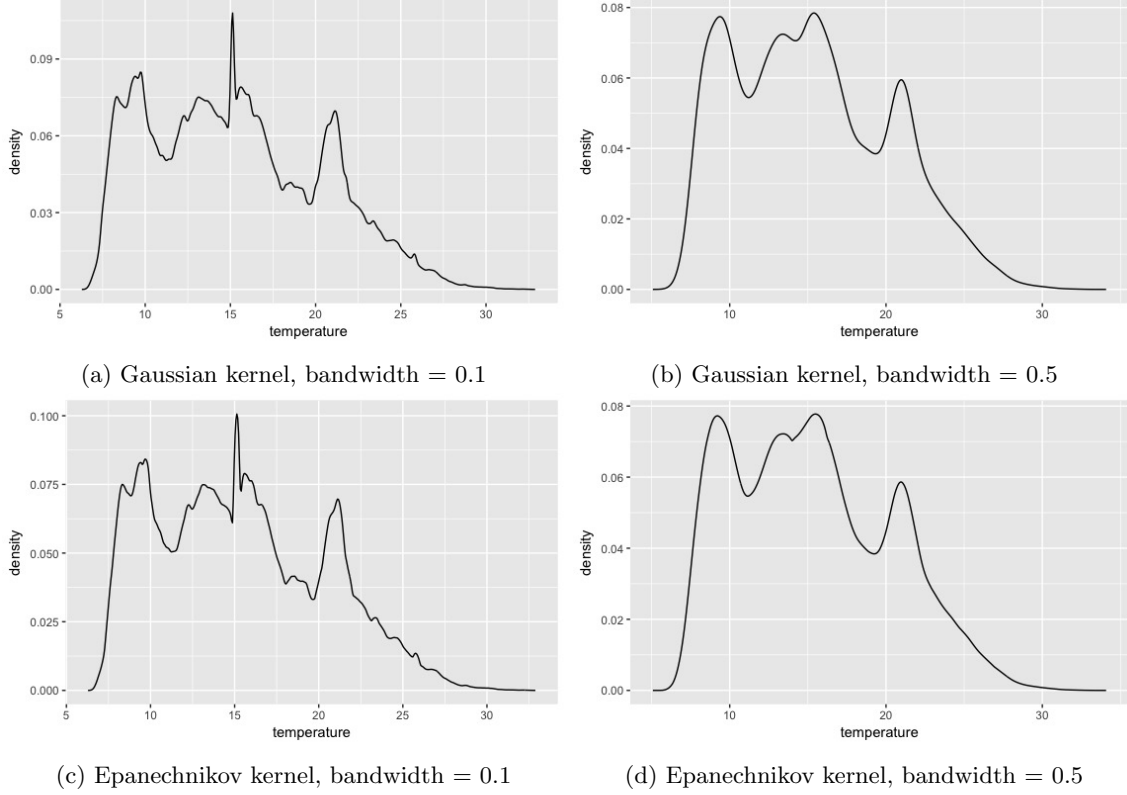 0.09
0.06
0.03
0.00
density
5 10 15 20 25 30
temperature
(a) Gaussian kernel, bandwidth = 0.1
0.08
0.06
0.04
0.02
0.00
density
10 20 30
temperature
(b) Gaussian kernel, bandwidth = 0.5
0.100
0.075
0.050
0.025
0.000
density
5 10 15 20 25 30
temperature
(c) Epanechnikov kernel, bandwidth = 0.1
0.08
0.06
0.04
0.02
0.00
density
10 20 30
temperature
(d) Epanechnikov kernel, bandwidth = 0.5